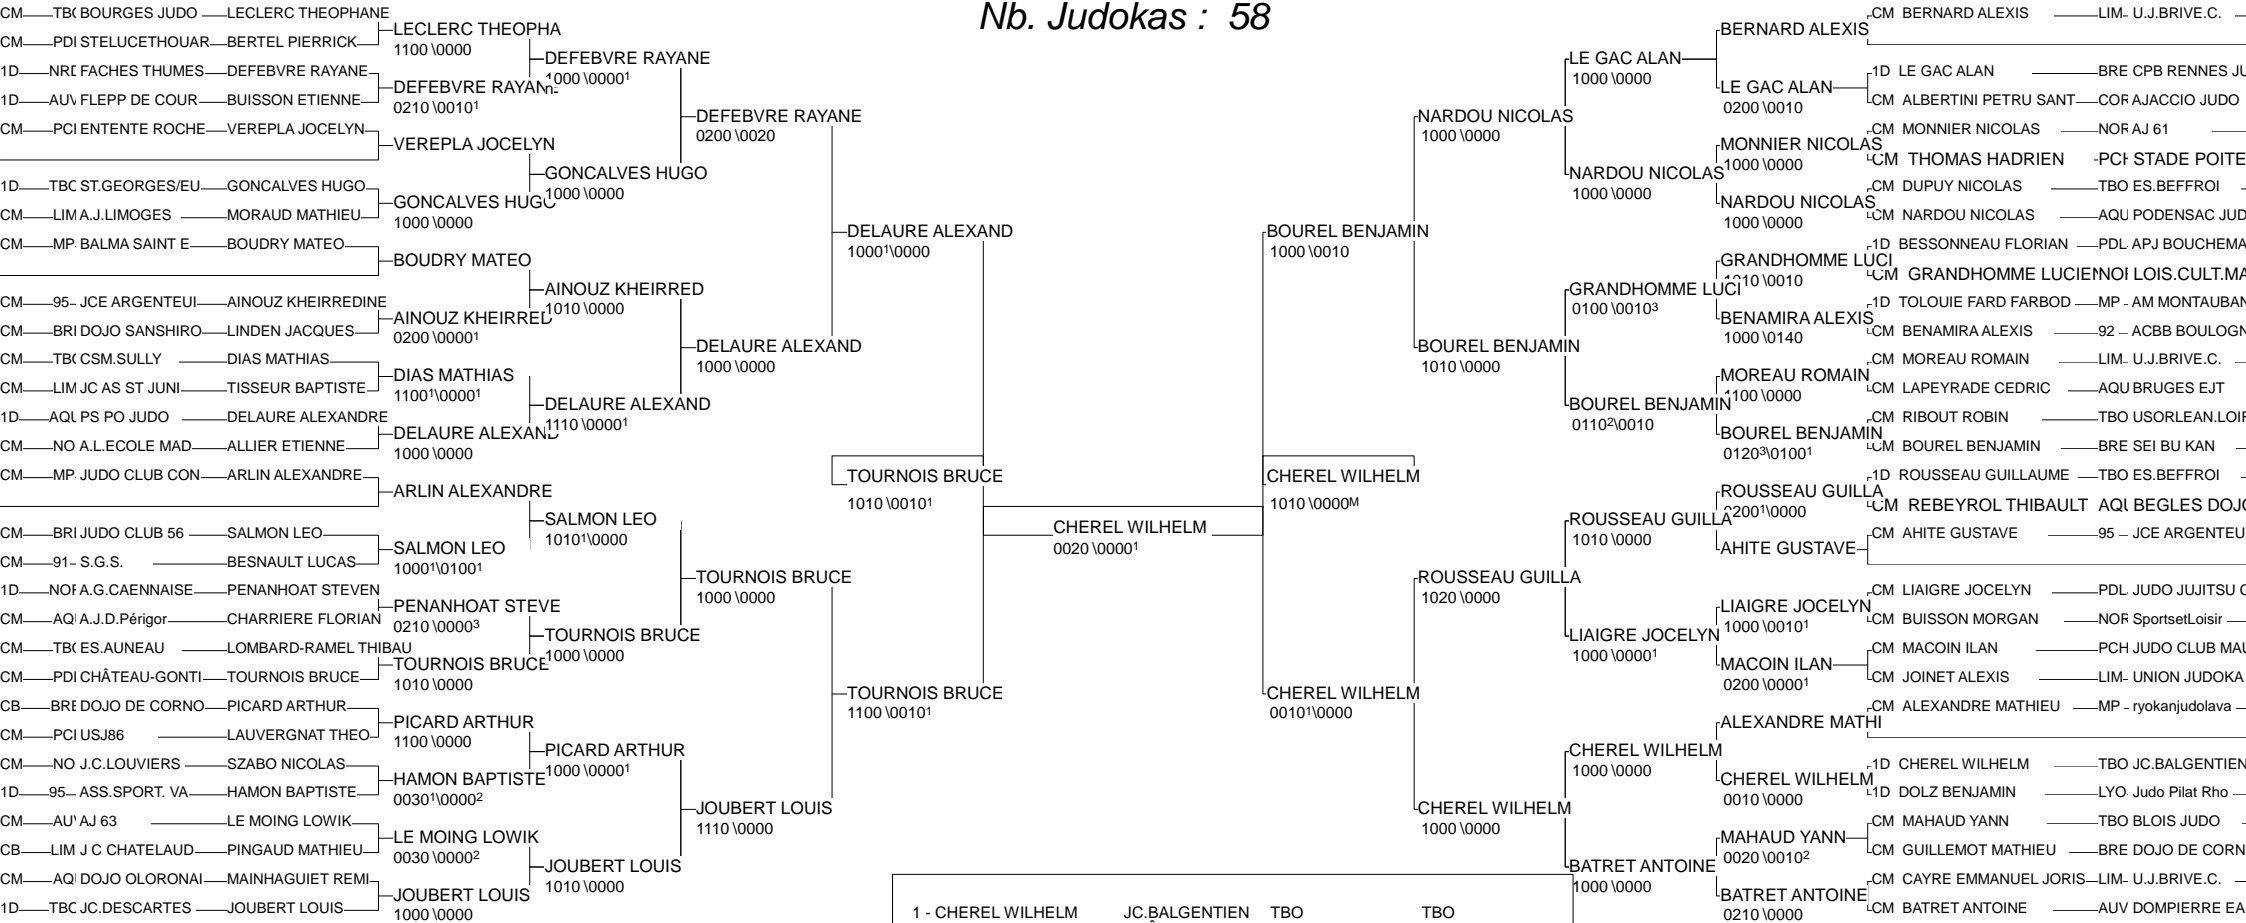 Nb. Judokas : 58
CM TB( BOURGES JUDO LECLERC THEOPHANE
CM PDI STELUCETHOUAR BERTEL PIERRICK
1D NRD FACHES THUMES DEFEBVRE RAYANE
1D AUV FLEPP DE COUR BUISSON ETIENNE
CM PCI ENTENTE ROCHE VEREPLA JOCELYN
1D TBC ST.GEORGES/EU GONCALVES HUGO
CM LIM A.J.LIMOGES MORAUD MATHIEU
CM MP- BALMA SAINT E BOUDRY MATEO
CM 95- JCE ARGENTEUI AINOUZ KHEIRREDINE
CM BRI DOJO SANSHIRO LINDEN JACQUES
CM TB( CSM.SULLY DIAS MATHIAS
CM LIM JC AS ST JUNI TISSEUR BAPTISTE
1D AQU PS PO JUDO DELAURE ALEXANDRE
CM NO A.L.ECOLE MAD ALLIER ETIENNE
CM MP- JUDO CLUB CON ARLIN ALEXANDRE
CM BRI JUDO CLUB 56 SALMON LEO
CM 91- S.G.S. BESNAULT LUCAS
1D NOR A.G.CAENNAISE PENANHOAT STEVEN
CM AQ A.J.D.Périgor CHARRIERE FLORIAN
CM TB( ES.AUNEAU LOMBARD-RAMEL THIBAU
CM PDI CHÂTEAU-GONTI TOURNOIS BRUCE
CB BRE DOJO DE CORNO PICARD ARTHUR
CM PCI USJ86 LAUVERGNAT THEO
CM NO J.C.LOUVIERS SZABO NICOLAS
1D 95- ASS.SPORT. VA HAMON BAPTISTE
CM AU\ AJ 63 LE MOING LOWIK
CB LIM J C CHATELAUD PINGAUD MATHIEU
CM AQ DOJO OLORONAI MAINHAGUIET REMI
1D TBC JC.DESCARTES JOUBERT LOUIS
LECLERC THEOPHA
1100 \0000
DEFEBVRE RAYAN
0210 \0010¹
VEREPLA JOCELYN
GONCALVES HUGO
1000 \0000
BOUDRY MATEO
AINOUZ KHEIRRED
0200 \0000¹
DIAS MATHIAS
1100¹\0000¹
DELAURE ALEXAND
1000 \0000
ARLIN ALEXANDRE
SALMON LEO
1000¹\0100¹
PENANHOAT STEVE
0210 \0000³
TOURNOIS BRUCE
1010 \0000
PICARD ARTHUR
1100 \0000
HAMON BAPTISTE
0030¹\0000²
LE MOING LOWIK
0030 \0000²
JOUBERT LOUIS
1000 \0000
DEFEBVRE RAYANE
1000 \0000¹
GONCALVES HUGO
1000 \0000
AINOUZ KHEIRRED
1010 \0000
DELAURE ALEXAND
1110 \0000¹
SALMON LEO
1010¹\0000
TOURNOIS BRUCE
1000 \0000
PICARD ARTHUR
1000 \0000¹
JOUBERT LOUIS
1010 \0000
DEFEBVRE RAYANE
0200 \0020
DELAURE ALEXAND
1000 \0000
TOURNOIS BRUCE
1000 \0000
JOUBERT LOUIS
1110 \0000
DELAURE ALEXAND
1000¹\0000
TOURNOIS BRUCE
1010 \0010¹
TOURNOIS BRUCE
1100 \0010¹
CHEREL WILHELM
0020 \0000¹
BOUREL BENJAMIN
1000 \0010
CHEREL WILHELM
1010 \0000M
CHEREL WILHELM
0010¹\0000
NARDOU NICOLAS
1000 \0000
BOUREL BENJAMIN
1010 \0000
ROUSSEAU GUILLA
1020 \0000
CHEREL WILHELM
1000 \0000
LE GAC ALAN
1000 \0000
NARDOU NICOLAS
1000 \0000
GRANDHOMME LUCI
0100 \0010³
BOUREL BENJAMIN
0110²\0010
ROUSSEAU GUILLA
1010 \0000
LIAIGRE JOCELYN
1000 \0000¹
CHEREL WILHELM
1000 \0000
BATRET ANTOINE
1000 \0000
BERNARD ALEXIS
LE GAC ALAN
0200 \0010
MONNIER NICOLAS
1000 \0000
NARDOU NICOLAS
1000 \0000
GRANDHOMME LUCI
1010 \0010
BENAMIRA ALEXIS
1000 \0140
MOREAU ROMAIN
1100 \0000
BOUREL BENJAMIN
0120³\0100¹
ROUSSEAU GUILLA
0200¹\0000
AHITE GUSTAVE
LIAIGRE JOCELYN
1000 \0010¹
MACOIN ILAN
0200 \0000¹
ALEXANDRE MATHI
CHEREL WILHELM
0010 \0000
MAHAUD YANN
0020 \0010²
BATRET ANTOINE
0210 \0000
CM BERNARD ALEXIS LIM- U.J.BRIVE.C.
1D LE GAC ALAN BRE CPB RENNES JU
CM ALBERTINI PETRU SANT COR AJACCIO JUDO
CM MONNIER NICOLAS NOR AJ 61
CM THOMAS HADRIEN -PCH STADE POITE
CM DUPUY NICOLAS TBO ES.BEFFROI
CM NARDOU NICOLAS AQU PODENSAC JUD
1D BESSONNEAU FLORIAN PDL- APJ BOUCHEMA
CM GRANDHOMME LUCIEN NOR LOIS.CULT.MA
1D TOLOUIE FARD FARBOD MP - AM MONTAUBAN
CM BENAMIRA ALEXIS 92 - ACBB BOULOGN
CM MOREAU ROMAIN LIM- U.J.BRIVE.C.
CM LAPEYRADE CEDRIC AQU BRUGES EJT
CM RIBOUT ROBIN TBO USORLEAN.LOIR
CM BOUREL BENJAMIN BRE SEI BU KAN
1D ROUSSEAU GUILLAUME TBO ES.BEFFROI
CM REBEYROL THIBAULT AQU BEGLES DOJO
CM AHITE GUSTAVE 95 - JCE ARGENTEU
CM LIAIGRE JOCELYN PDL- JUDO JUJITSU C
CM BUISSON MORGAN NOR SportsetLoisir
CM MACOIN ILAN PCH JUDO CLUB MAU
CM JOINET ALEXIS LIM- UNION JUDOKA
CM ALEXANDRE MATHIEU MP - ryokanjudolava
1D CHEREL WILHELM TBO JC.BALGENTIEN
1D DOLZ BENJAMIN LYO Judo Pilat Rho
CM MAHAUD YANN TBO BLOIS JUDO
CM GUILLEMOT MATHIEU BRE DOJO DE CORN
CM CAYRE EMMANUEL JORIS LIM- U.J.BRIVE.C.
CM BATRET ANTOINE AUV DOMPIERRE EA
1 - CHEREL WILHELM JC.BALGENTIEN TBO TBO